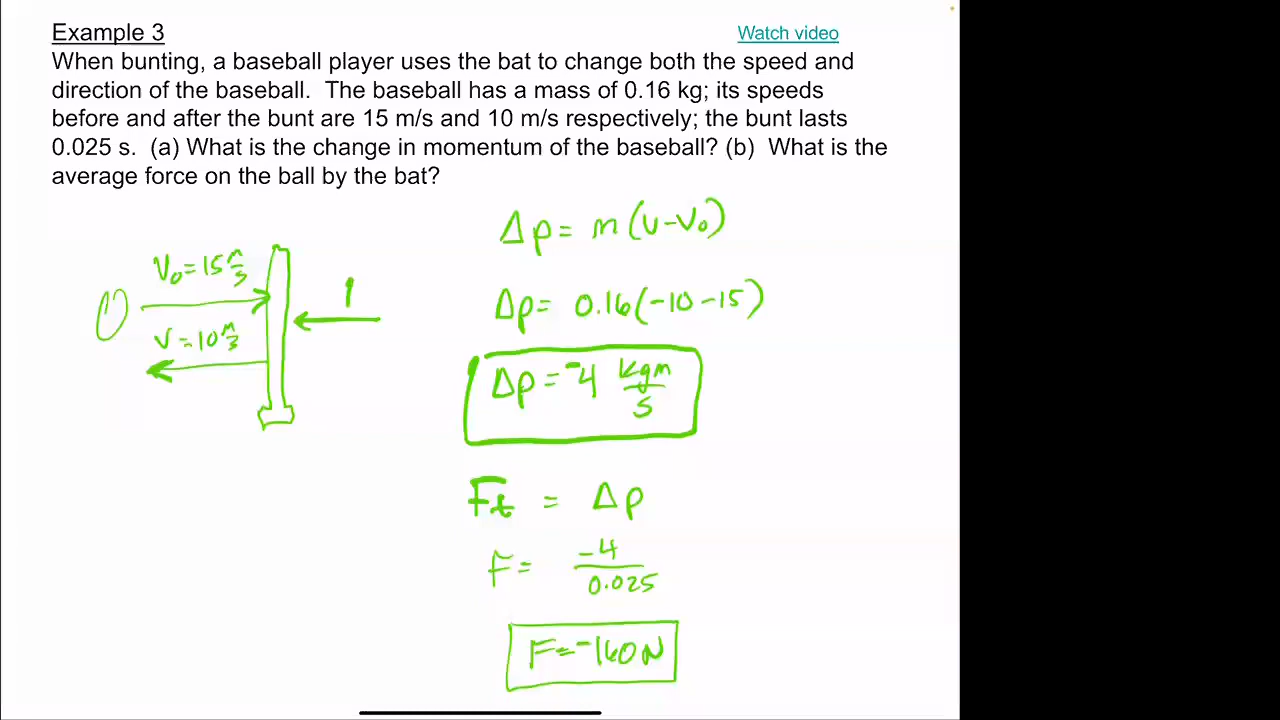 Example 3
Watch video
When bunting, a baseball player uses the bat to change both the speed and
direction of the baseball.  The baseball has a mass of 0.16 kg; its speeds
before and after the bunt are 15 m/s and 10 m/s respectively; the bunt lasts
0.025 s.  (a) What is the change in momentum of the baseball? (b)  What is the
average force on the ball by the bat?
Δp = m(v-v₀)
V₀=15 m/s
Δp= 0.16(-10-15)
v=10 m/s
Δp=-4 kgm/s
Ft = Δp
F= -4/0.025
F=-160N